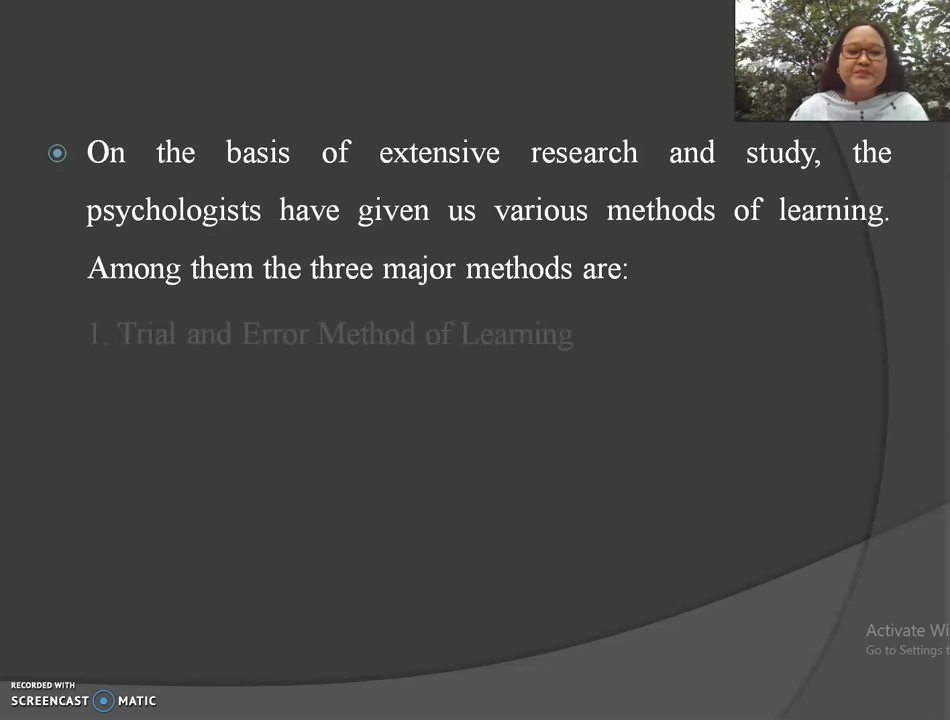 On the basis of extensive research and study, the
psychologists have given us various methods of learning.
Among them the three major methods are:
1. Trial and Error Method of Learning
Activate Wi
Go to Settings t
RECORDED WITH
SCREENCAST MATIC